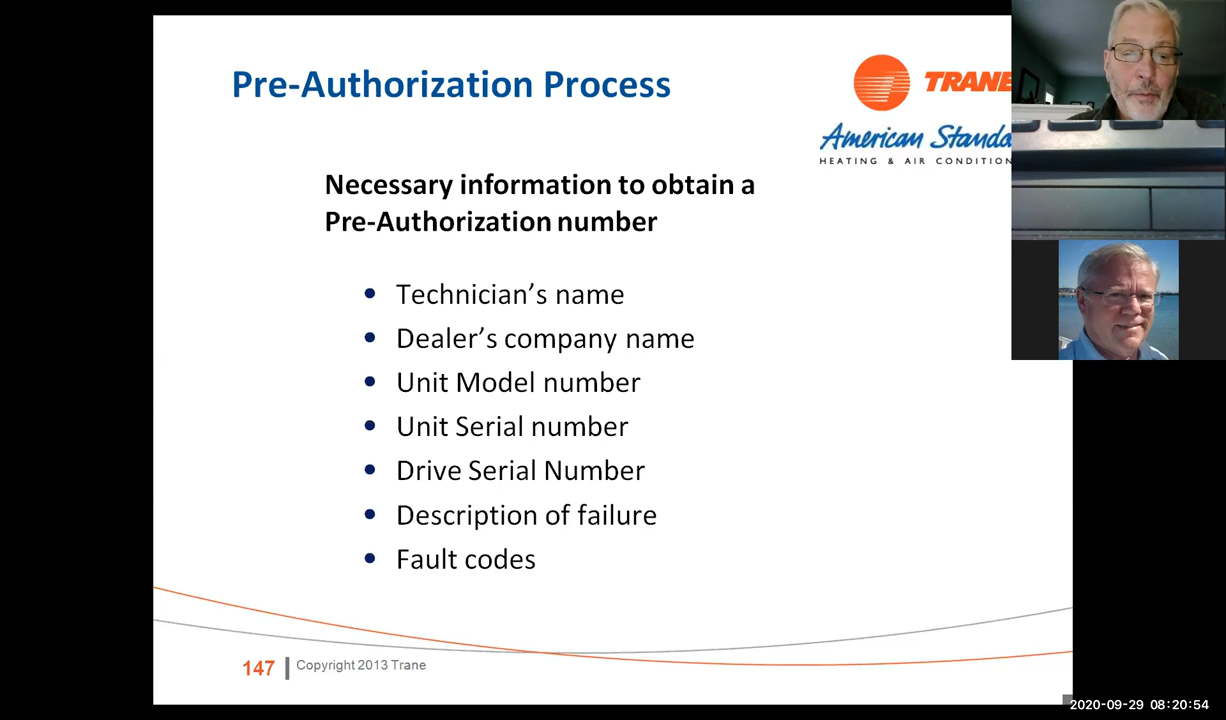 Pre-Authorization Process
TRANE
American Standa
HEATING & AIR CONDITION
Necessary information to obtain a
Pre-Authorization number
• Technician’s name
• Dealer’s company name
• Unit Model number
• Unit Serial number
• Drive Serial Number
• Description of failure
• Fault codes
147
Copyright 2013 Trane
2020-09-29 08:20:54